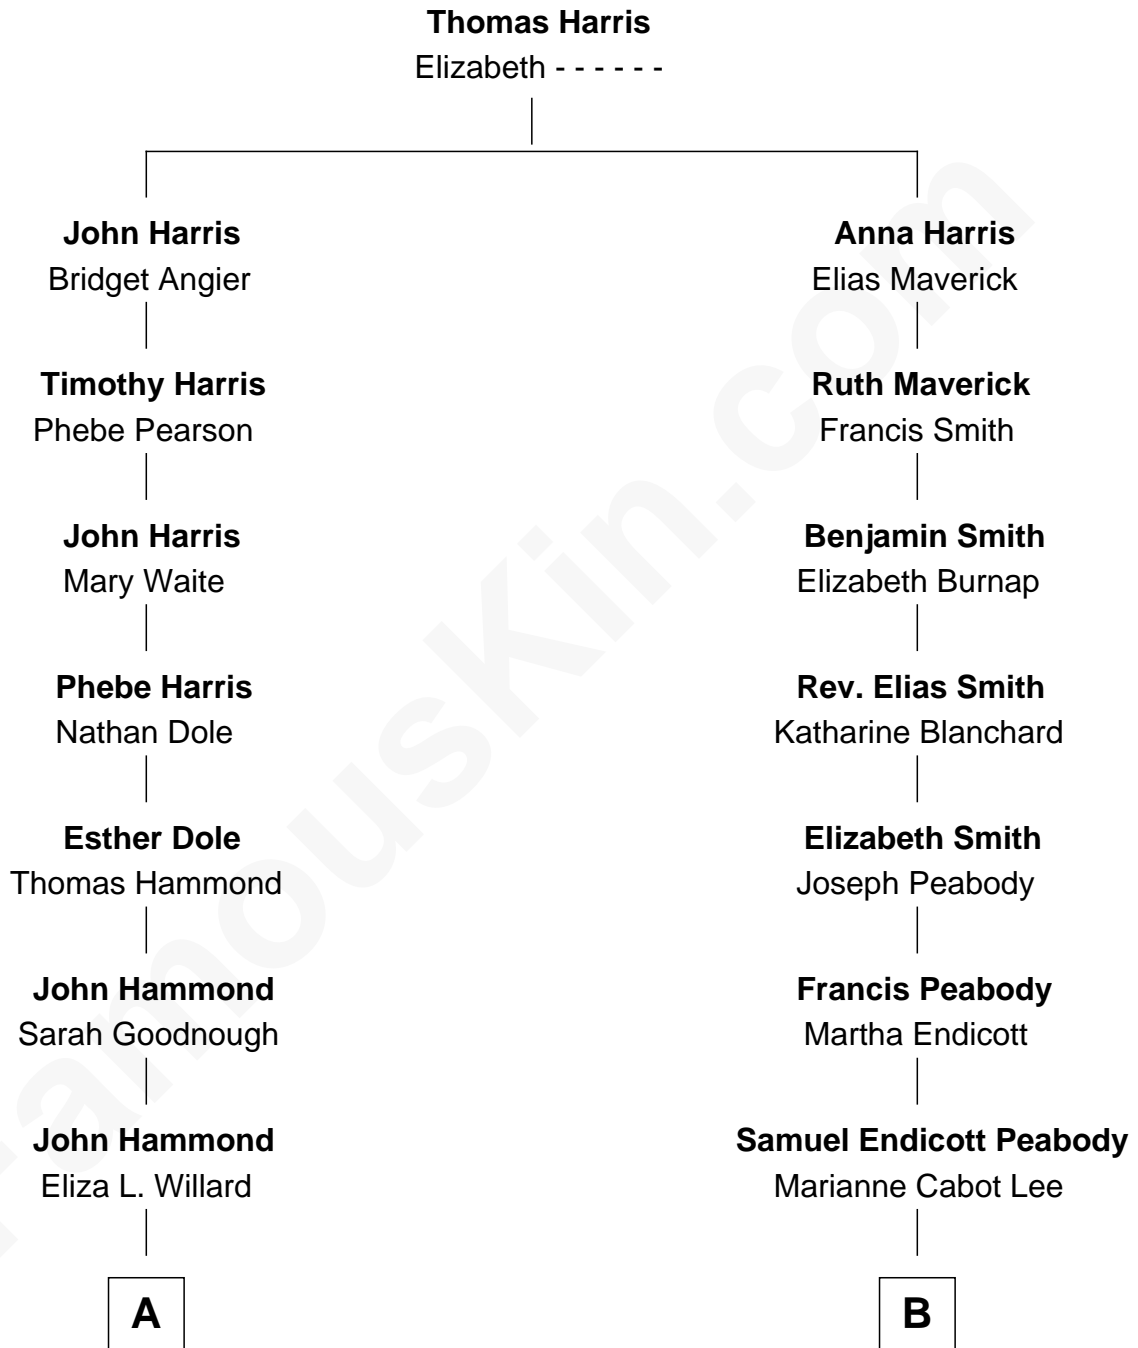 Thomas Harris
Elizabeth - - - - - -
John Harris
Bridget Angier
Timothy Harris
Phebe Pearson
John Harris
Mary Waite
Phebe Harris
Nathan Dole
Esther Dole
Thomas Hammond
John Hammond
Sarah Goodnough
John Hammond
Eliza L. Willard
A
Anna Harris
Elias Maverick
Ruth Maverick
Francis Smith
Benjamin Smith
Elizabeth Burnap
Rev. Elias Smith
Katharine Blanchard
Elizabeth Smith
Joseph Peabody
Francis Peabody
Martha Endicott
Samuel Endicott Peabody
Marianne Cabot Lee
B
FamousKin.com